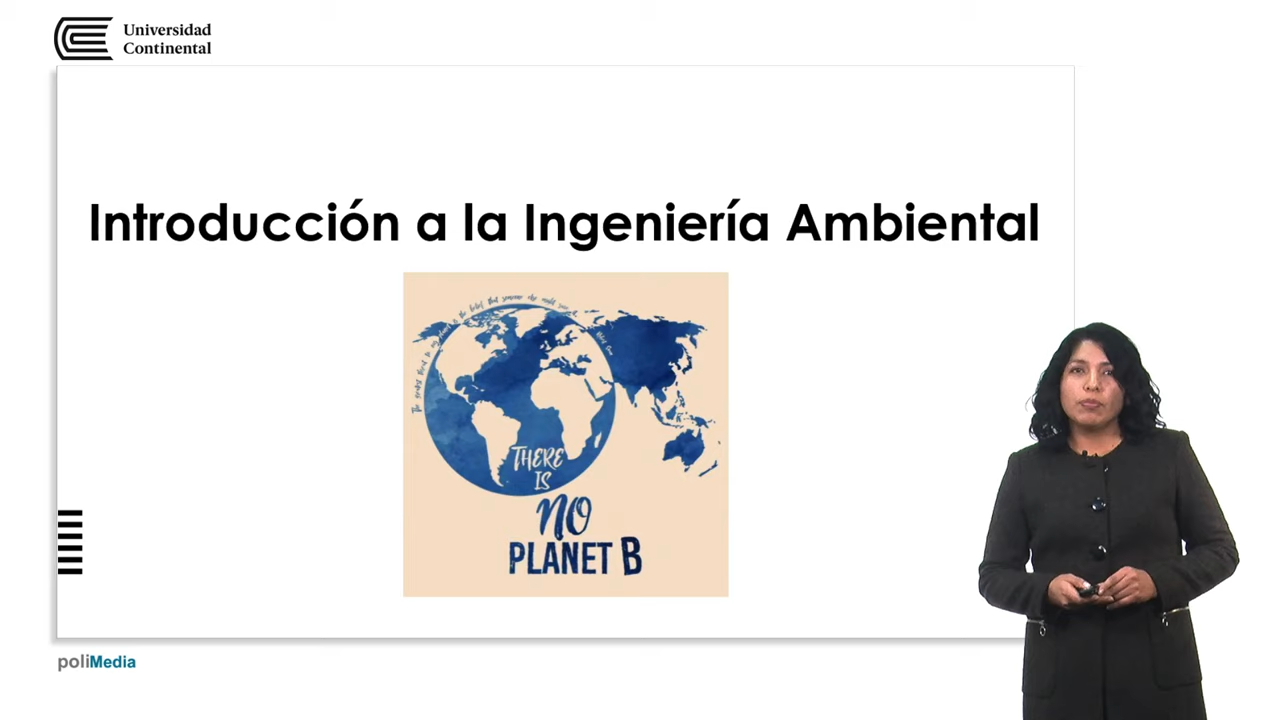 Universidad
Continental
Introducción a la Ingeniería Ambiental
THERE
IS
NO
PLANET B
poliMedia